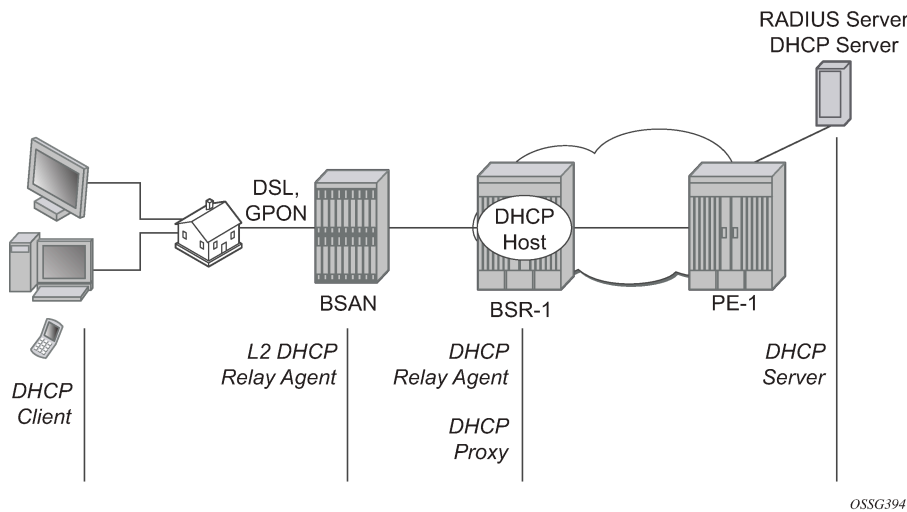 RADIUS Server
DHCP Server
DSL,
GPON
DHCP
Host
BSAN
BSR-1
PE-1
DHCP
Client
L2 DHCP
Relay Agent
DHCP
Relay Agent
DHCP
Proxy
DHCP
Server
OSSG394